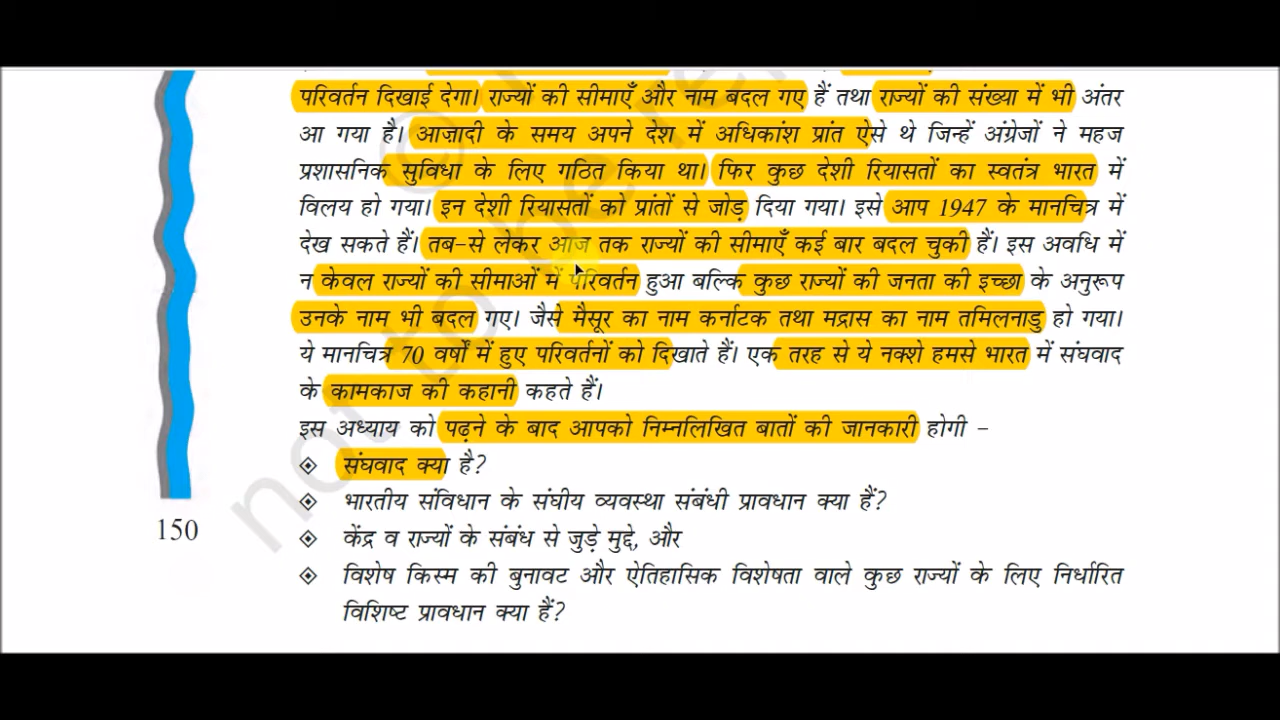 परिवर्तन दिखाई देगा। राज्यों की सीमाएँ और नाम बदल गए हैं तथा राज्यों की संख्या में भी अंतर
आ गया है। आज़ादी के समय अपने देश में अधिकांश प्रांत ऐसे थे जिन्हें अंग्रेजों ने महज
प्रशासनिक सुविधा के लिए गठित किया था। फिर कुछ देशी रियासतों का स्वतंत्र भारत में
विलय हो गया। इन देशी रियासतों को प्रांतों से जोड़ दिया गया। इसे आप 1947 के मानचित्र में
देख सकते हैं। तब-से लेकर आज तक राज्यों की सीमाएँ कई बार बदल चुकी हैं। इस अवधि में
न केवल राज्यों की सीमाओं में परिवर्तन हुआ बल्कि कुछ राज्यों की जनता की इच्छा के अनुरूप
उनके नाम भी बदल गए। जैसे मैसूर का नाम कर्नाटक तथा मद्रास का नाम तमिलनाडु हो गया।
ये मानचित्र 70 वर्षों में हुए परिवर्तनों को दिखाते हैं। एक तरह से ये नक्शे हमसे भारत में संघवाद
के कामकाज की कहानी कहते हैं।
इस अध्याय को पढ़ने के बाद आपको निम्नलिखित बातों की जानकारी होगी –
❖ संघवाद क्या है?
❖ भारतीय संविधान के संघीय व्यवस्था संबंधी प्रावधान क्या हैं?
❖ केंद्र व राज्यों के संबंध से जुड़े मुद्दे, और
❖ विशेष किस्म की बुनावट और ऐतिहासिक विशेषता वाले कुछ राज्यों के लिए निर्धारित
विशिष्ट प्रावधान क्या हैं?
150
not to be re